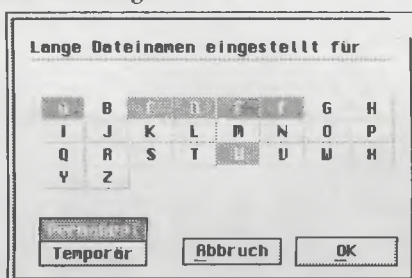 Lange Dateinamen eingestellt für
B G H
I J K L M N O P
Q R S T U V W X
Y Z
Temporär Abbruch OK